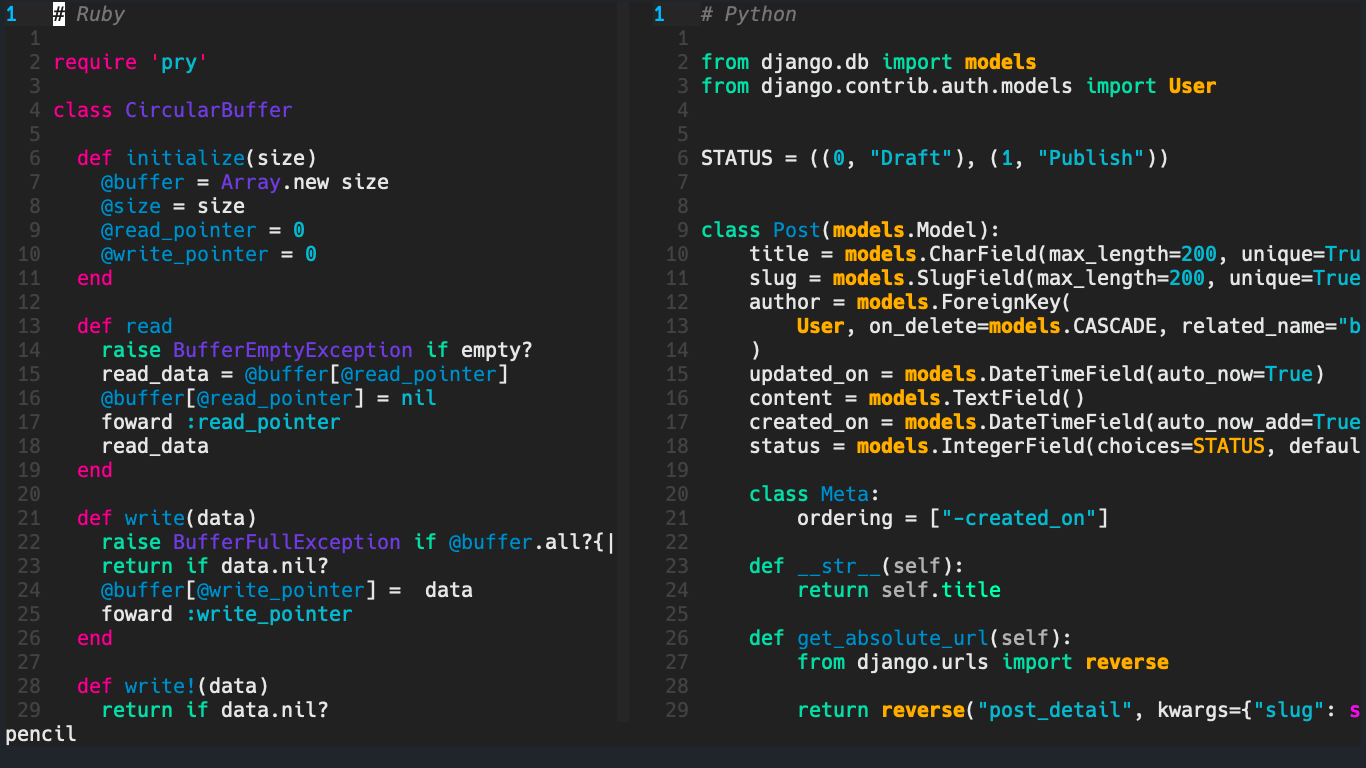 1 # Ruby
1
2 require 'pry'
3
4 class CircularBuffer
5
6 def initialize(size)
7 @buffer = Array.new size
8 @size = size
9 @read_pointer = 0
10 @write_pointer = 0
11 end
12
13 def read
14 raise BufferEmptyException if empty?
15 read_data = @buffer[@read_pointer]
16 @buffer[@read_pointer] = nil
17 foward :read_pointer
18 read_data
19 end
20
21 def write(data)
22 raise BufferFullException if @buffer.all?{|
23 return if data.nil?
24 @buffer[@write_pointer] =  data
25 foward :write_pointer
26 end
27
28 def write!(data)
29 return if data.nil?
1 # Python
1
2 from django.db import models
3 from django.contrib.auth.models import User
4
5
6 STATUS = ((0, "Draft"), (1, "Publish"))
7
8
9 class Post(models.Model):
10 title = models.CharField(max_length=200, unique=Tru
11 slug = models.SlugField(max_length=200, unique=True
12 author = models.ForeignKey(
13 User, on_delete=models.CASCADE, related_name="b
14 )
15 updated_on = models.DateTimeField(auto_now=True)
16 content = models.TextField()
17 created_on = models.DateTimeField(auto_now_add=True
18 status = models.IntegerField(choices=STATUS, defaul
19
20 class Meta:
21 ordering = ["-created_on"]
22
23 def __str__(self):
24 return self.title
25
26 def get_absolute_url(self):
27 from django.urls import reverse
28
29 return reverse("post_detail", kwargs={"slug": s
pencil